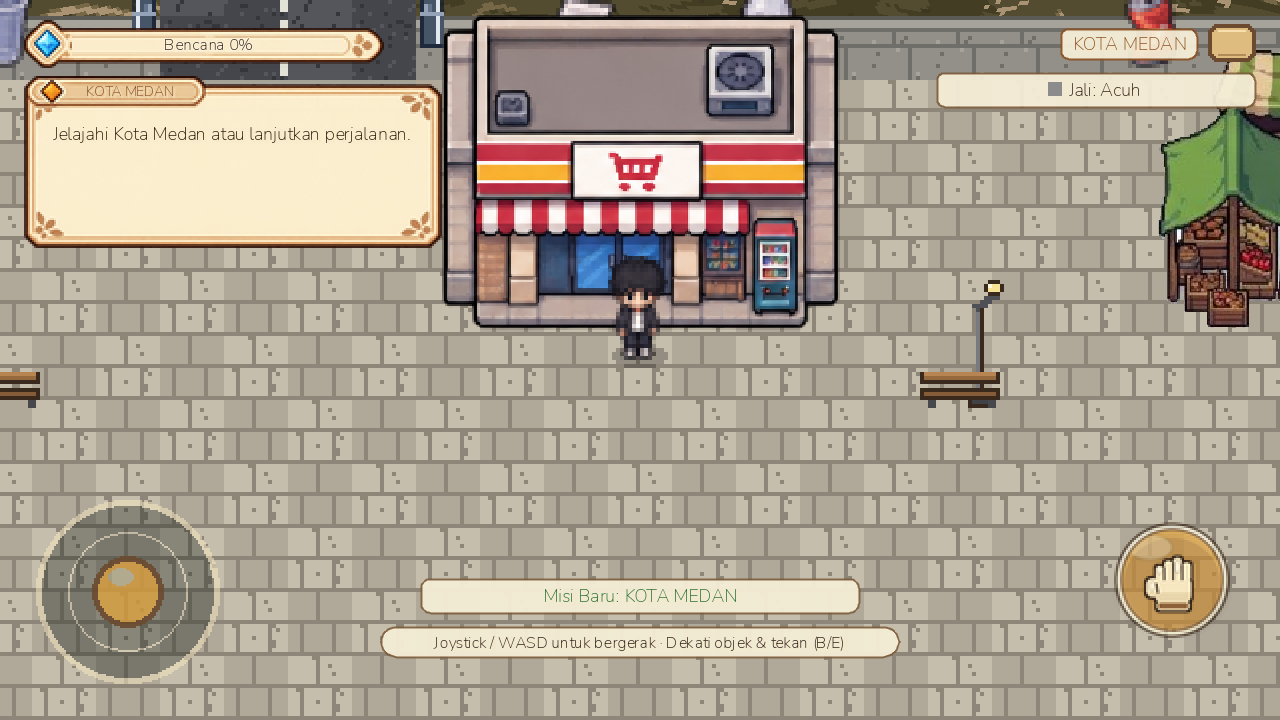 Bencana 0%
KOTA MEDAN
Jelajahi Kota Medan atau lanjutkan perjalanan.
KOTA MEDAN
Jali: Acuh
Misi Baru: KOTA MEDAN
Joystick / WASD untuk bergerak · Dekati objek & tekan (B/E)